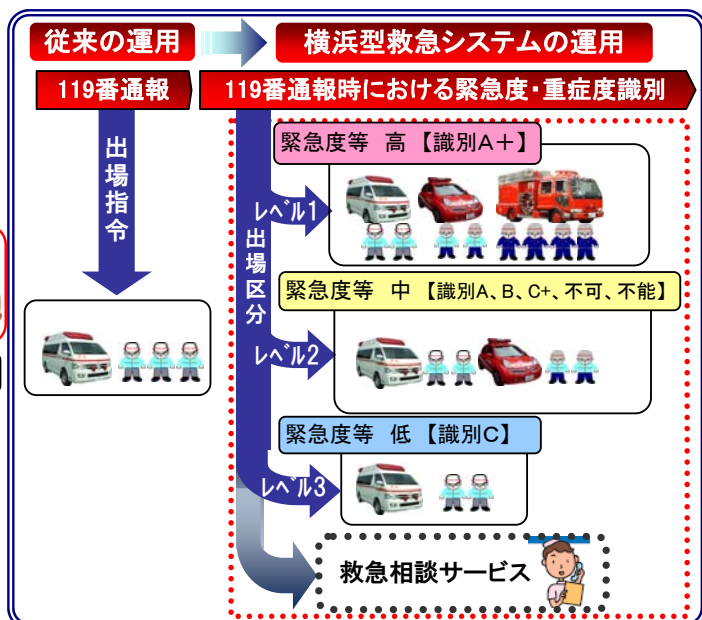 従来の運用
横浜型救急システムの運用
119番通報
119番通報時における緊急度・重症度識別
出場指令
出場区分
緊急度等 高 【識別A+】
レベル1
緊急度等 中 【識別A、B、C+、不可、不能】
レベル2
緊急度等 低 【識別C】
レベル3
救急相談サービス